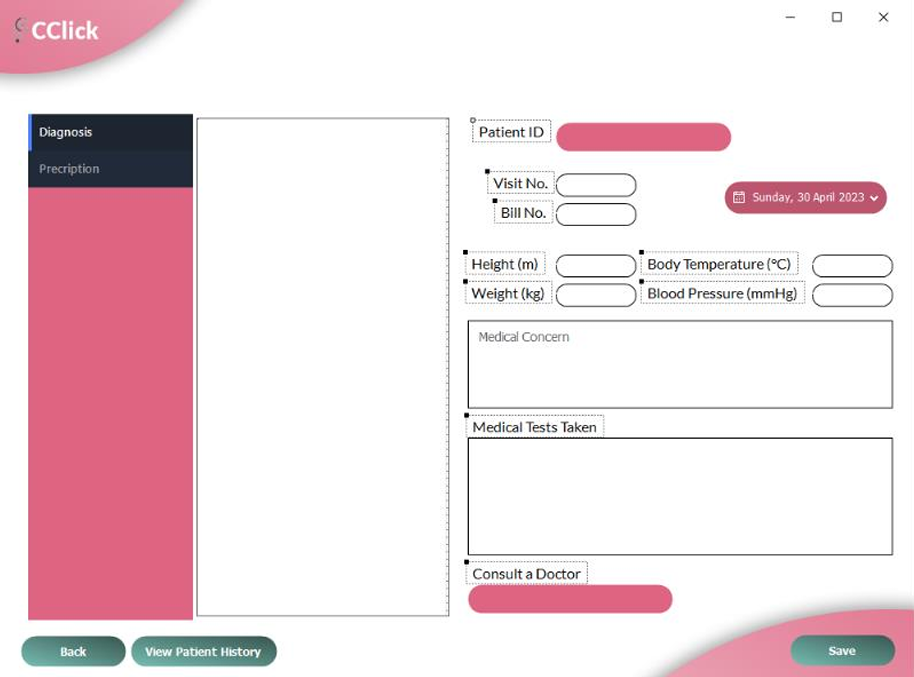 CClick
Diagnosis
Precription
Patient ID
Visit No.
Bill No.
Sunday, 30 April 2023
Height (m)
Body Temperature (°C)
Weight (kg)
Blood Pressure (mmHg)
Medical Concern
Medical Tests Taken
Consult a Doctor
Back
View Patient History
Save